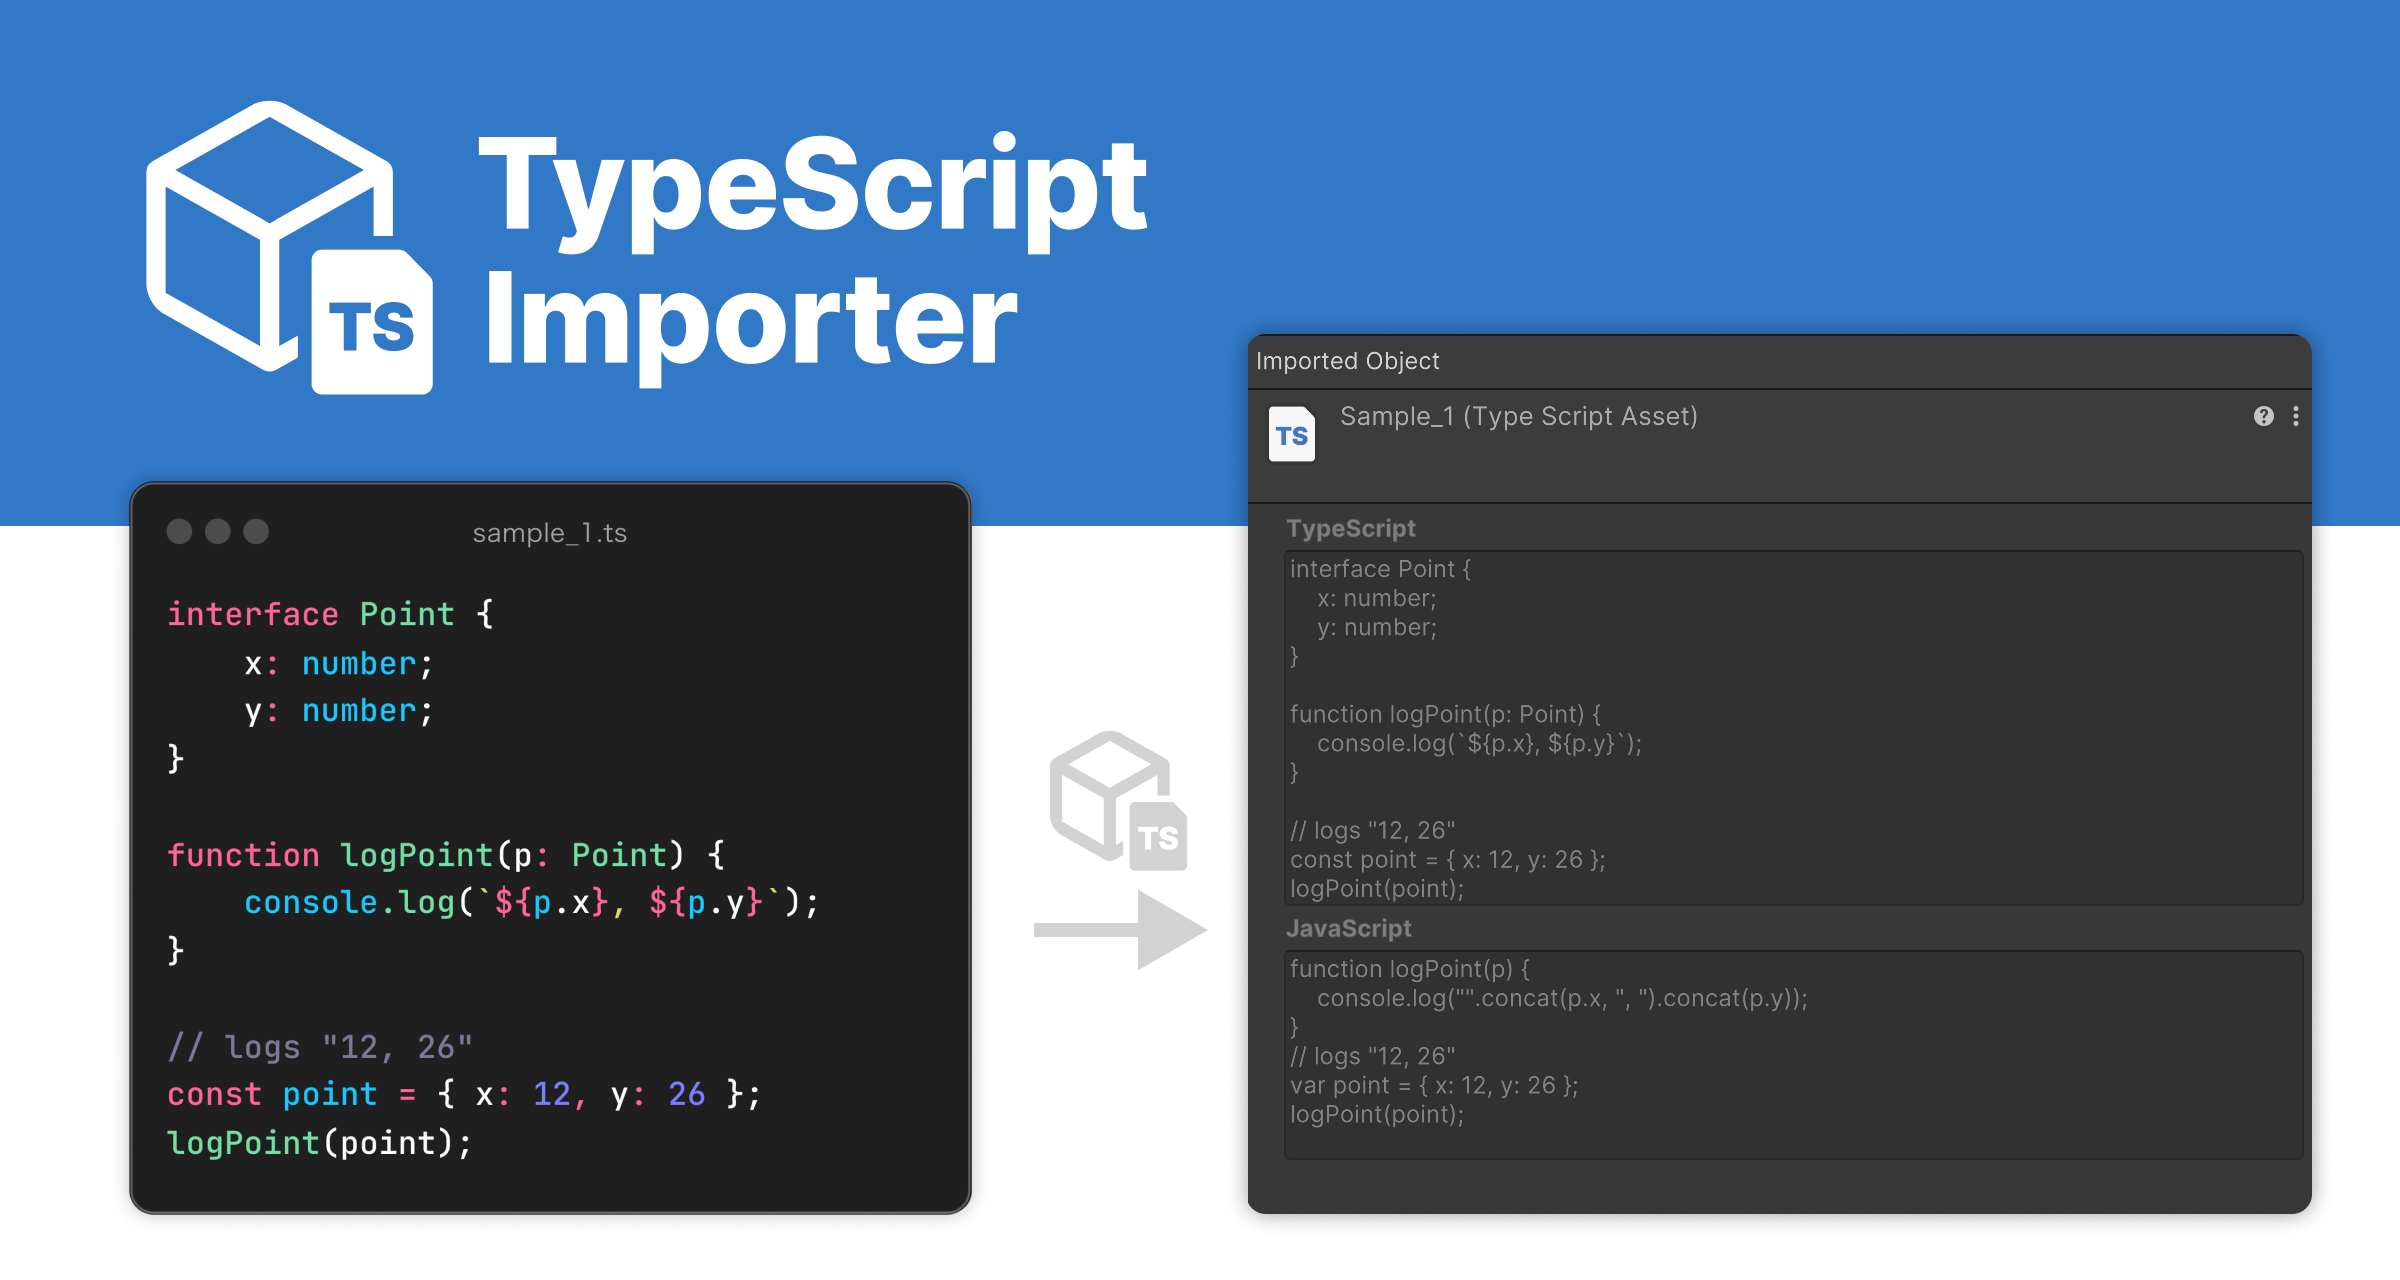 TypeScript
Importer
TS
sample_1.ts
interface Point {
    x: number;
    y: number;
}

function logPoint(p: Point) {
    console.log(`${p.x}, ${p.y}`);
}

// logs "12, 26"
const point = { x: 12, y: 26 };
logPoint(point);
TS
Imported Object
TS
Sample_1 (Type Script Asset)
?
TypeScript
interface Point {
    x: number;
    y: number;
}

function logPoint(p: Point) {
    console.log(`${p.x}, ${p.y}`);
}

// logs "12, 26"
const point = { x: 12, y: 26 };
logPoint(point);
JavaScript
function logPoint(p) {
    console.log("".concat(p.x, ", ").concat(p.y));
}
// logs "12, 26"
var point = { x: 12, y: 26 };
logPoint(point);